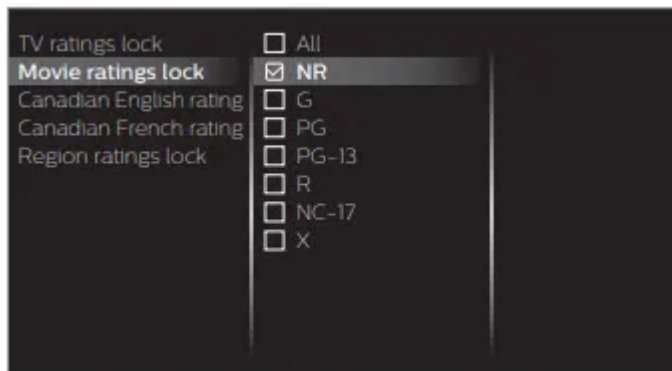 TV ratings lock
Movie ratings lock
Canadian English rating
Canadian French rating
Region ratings lock
All
NR
G
PG
PG-13
R
NC-17
X